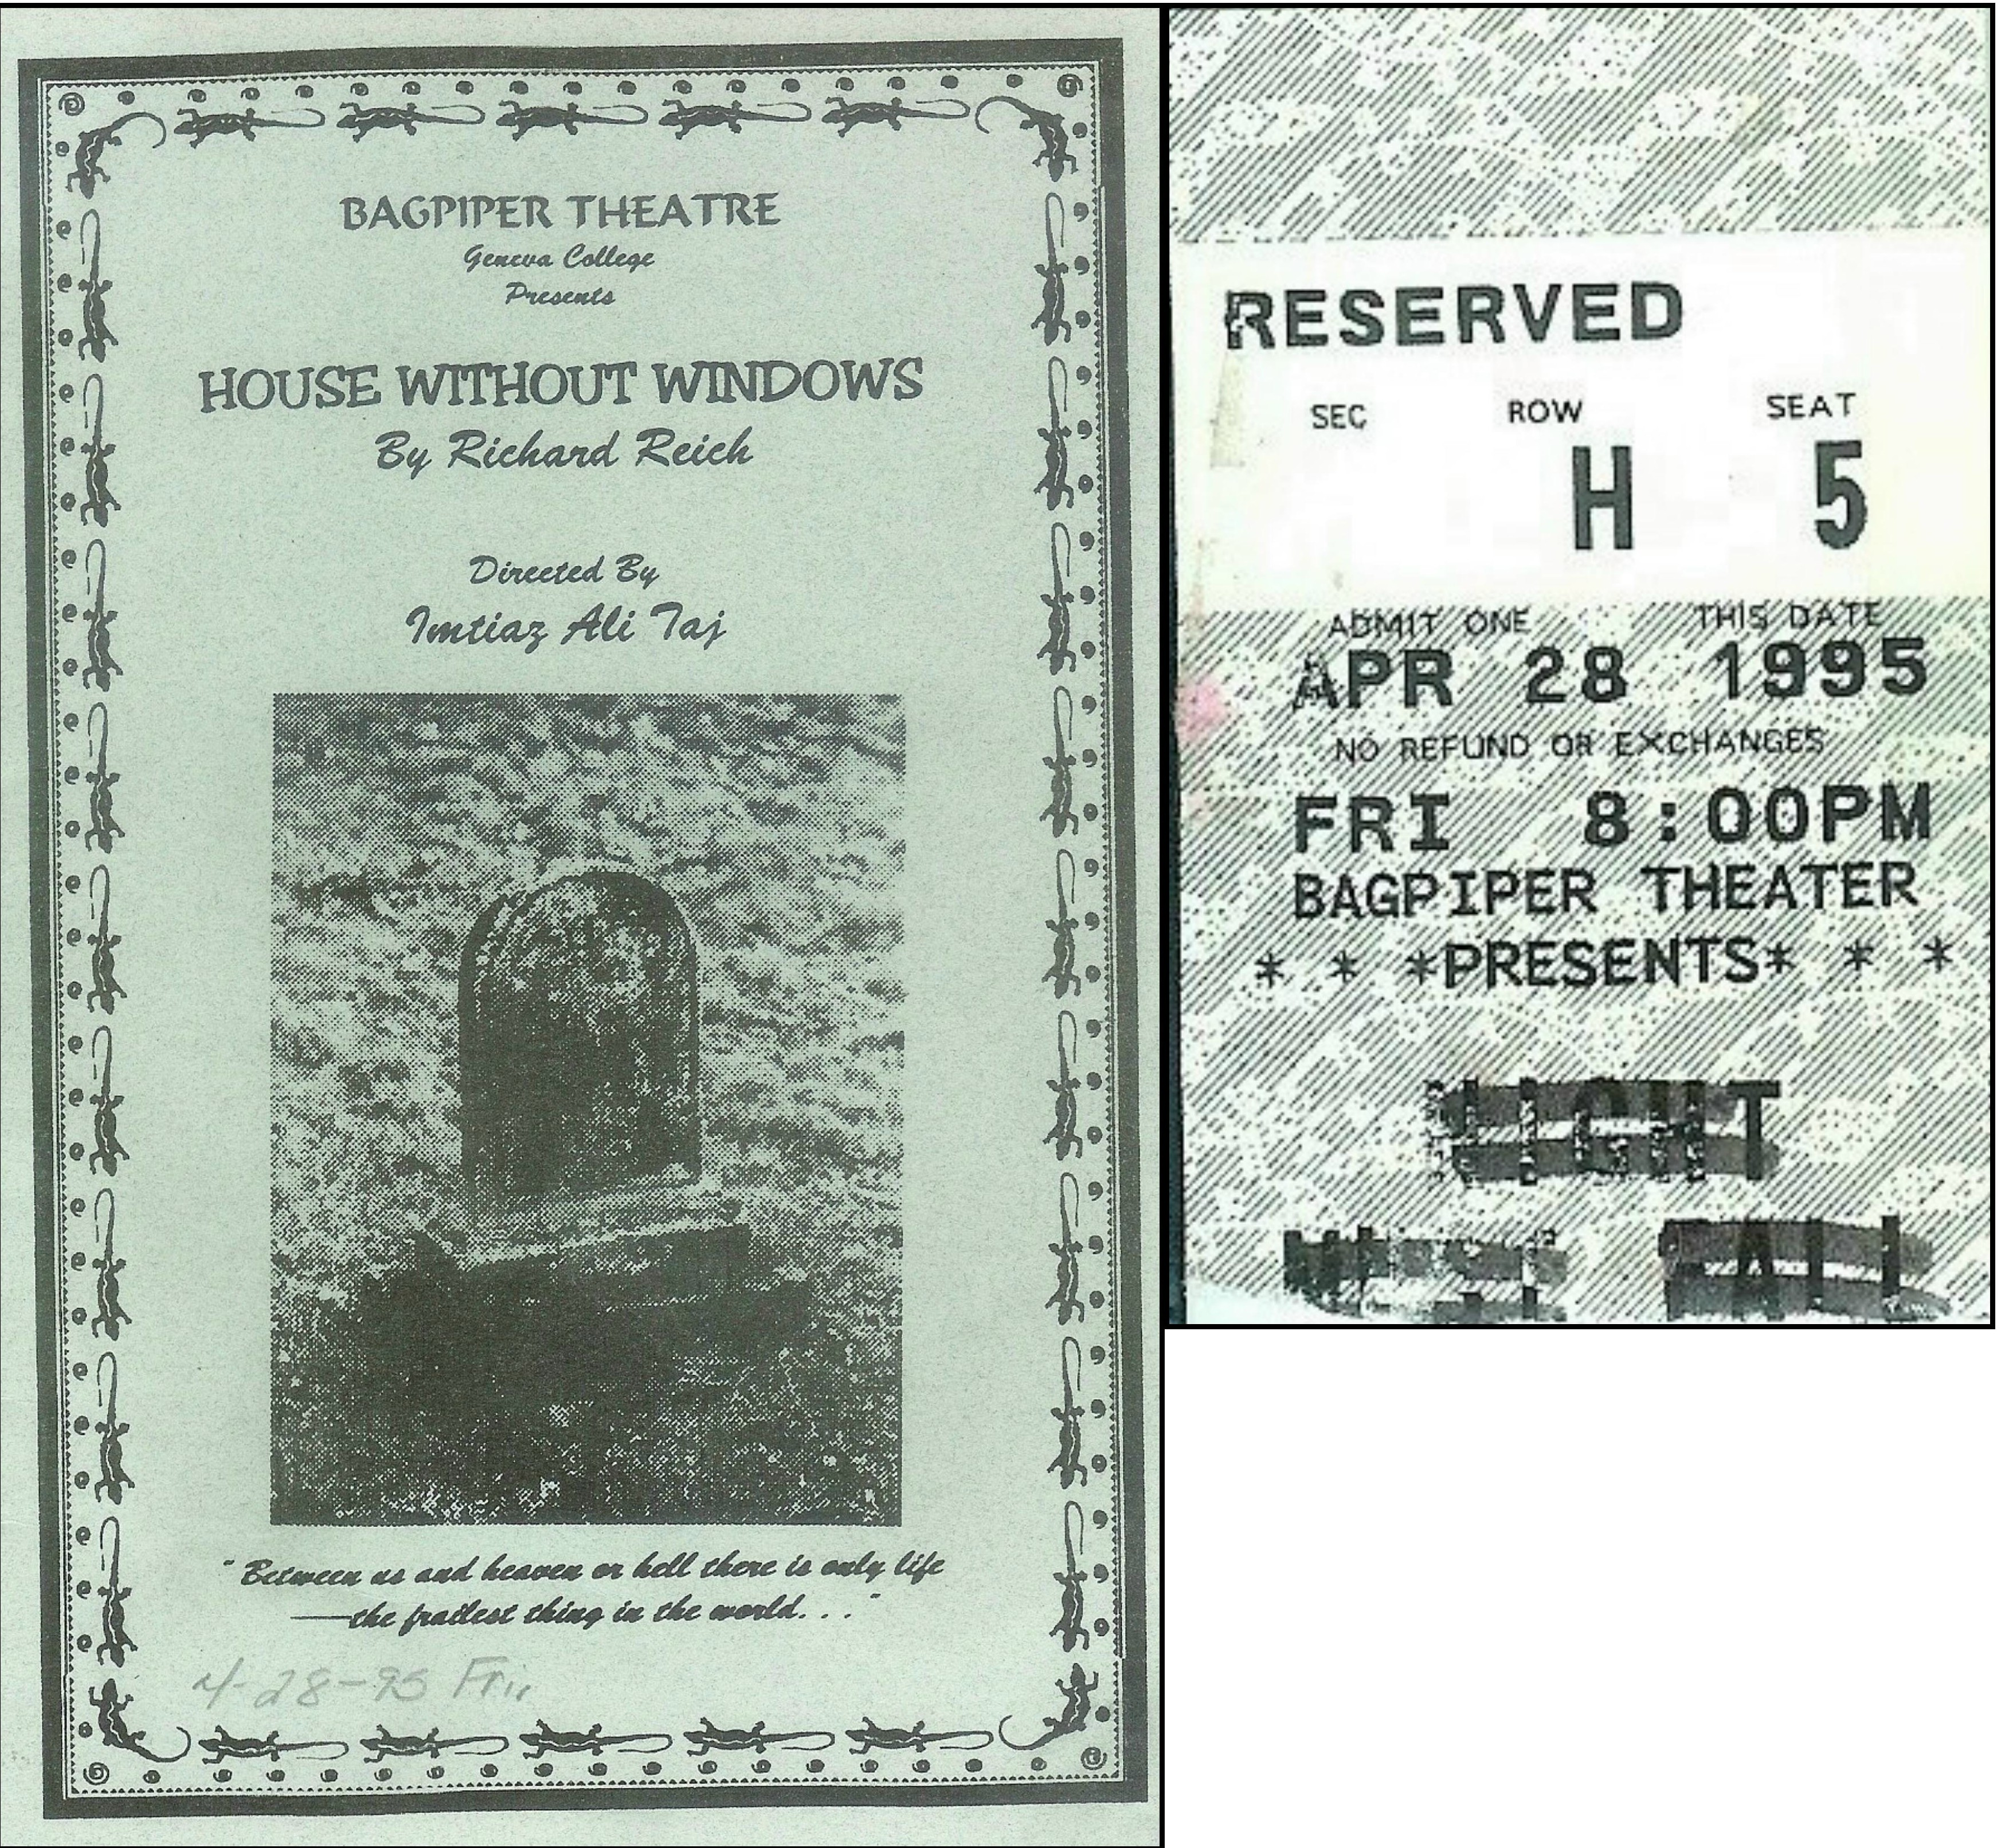 BAGPIPER THEATRE
Geneva College
Presents
HOUSE WITHOUT WINDOWS
By Richard Reich
Directed By
Imtiaz Ali Taj
" Between us and heaven or hell there is only life
—the frailest thing in the world. . . "
4-28-95 Fri.
RESERVED
SEC ROW SEAT
H 5
ADMIT ONE THIS DATE
APR 28 1995
NO REFUND OR EXCHANGES
FRI 8:00PM
BAGPIPER THEATER
* * *PRESENTS* * *